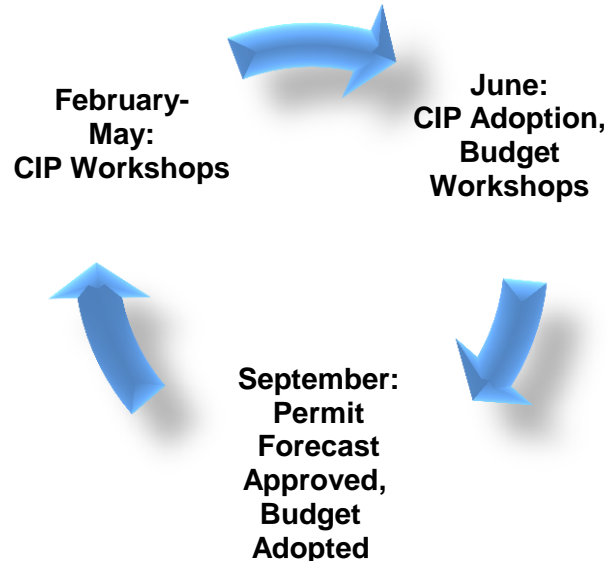 February-
May:
CIP Workshops
June:
CIP Adoption,
Budget
Workshops
September:
Permit
Forecast
Approved,
Budget
Adopted